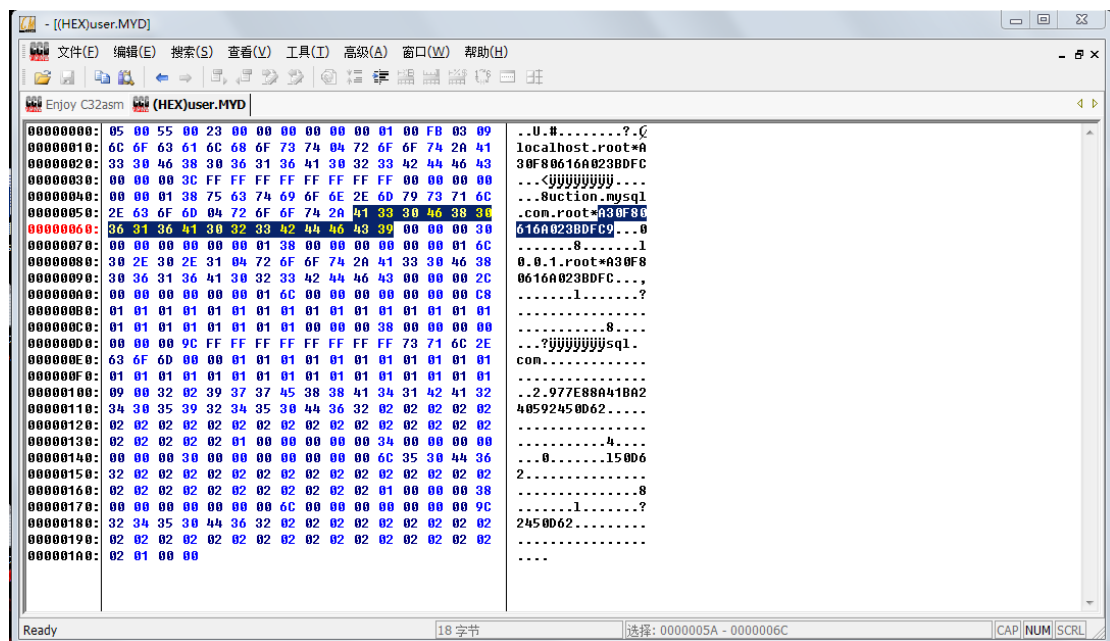 - [(HEX)user.MYD]
文件(F) 编辑(E) 搜索(S) 查看(V) 工具(T) 高级(A) 窗口(W) 帮助(H)
Enjoy C32asm (HEX)user.MYD
00000000: 05 00 55 00 23 00 00 00 00 00 00 01 00 FB 03 09 ..U.#........?.
00000010: 6C 6F 63 61 6C 68 6F 73 74 04 72 6F 6F 74 2A 41 localhost.root*A
00000020: 33 30 46 38 30 36 31 36 41 30 32 33 42 44 46 43 30F80616A023BDFC
00000030: 00 00 00 3C FF FF FF FF FF FF FF FF 00 00 00 00 ...<ÿÿÿÿÿÿÿÿÿ....
00000040: 00 00 01 38 75 63 74 69 6F 6E 2E 6D 79 73 71 6C ...8uction.mysql
00000050: 2E 63 6F 6D 04 72 6F 6F 74 2A 41 33 30 46 38 30 .com.root*A30F80
00000060: 36 31 36 41 30 32 33 42 44 46 43 39 00 00 00 30 616A023BDFC9...0
00000070: 00 00 00 00 00 00 01 38 00 00 00 00 00 00 01 6C .......8.......l
00000080: 30 2E 30 2E 31 04 72 6F 6F 74 2A 41 33 30 46 38 0.0.1.root*A30F8
00000090: 30 36 31 36 41 30 32 33 42 44 46 43 00 00 00 2C 0616A023BDFC...,
000000A0: 00 00 00 00 00 00 01 6C 00 00 00 00 00 00 00 C8 .......l.......?
000000B0: 01 01 01 01 01 01 01 01 01 01 01 01 01 01 01 01 ................
000000C0: 01 01 01 01 01 01 01 01 00 00 00 38 00 00 00 00 ...........8....
000000D0: 00 00 00 9C FF FF FF FF FF FF FF FF 73 71 6C 2E ...?ÿÿÿÿÿÿÿsql.
000000E0: 63 6F 6D 00 00 01 01 01 01 01 01 01 01 01 01 01 com.............
000000F0: 01 01 01 01 01 01 01 01 01 01 01 01 01 01 01 01 ................
00000100: 09 00 32 02 39 37 37 45 38 38 41 34 31 42 41 32 ..2.977E88A41BA2
00000110: 34 30 35 39 32 34 35 30 44 36 32 02 02 02 02 02 40592450D62.....
00000120: 02 02 02 02 02 02 02 02 02 02 02 02 02 02 02 02 ................
00000130: 02 02 02 02 02 01 00 00 00 00 00 34 00 00 00 00 ...........4....
00000140: 00 00 00 30 00 00 00 00 00 00 00 6C 35 30 44 36 ...0.......l50D6
00000150: 32 02 02 02 02 02 02 02 02 02 02 02 02 02 02 02 2...............
00000160: 02 02 02 02 02 02 02 02 02 02 02 01 00 00 00 38 ...............8
00000170: 00 00 00 00 00 00 00 6C 00 00 00 00 00 00 00 9C .......l.......?
00000180: 32 34 35 30 44 36 32 02 02 02 02 02 02 02 02 02 2450D62.........
00000190: 02 02 02 02 02 02 02 02 02 02 02 02 02 02 02 02 ................
000001A0: 02 01 00 00 ....
Ready 18 字节 选择: 0000005A - 0000006C CAP NUM SCRL